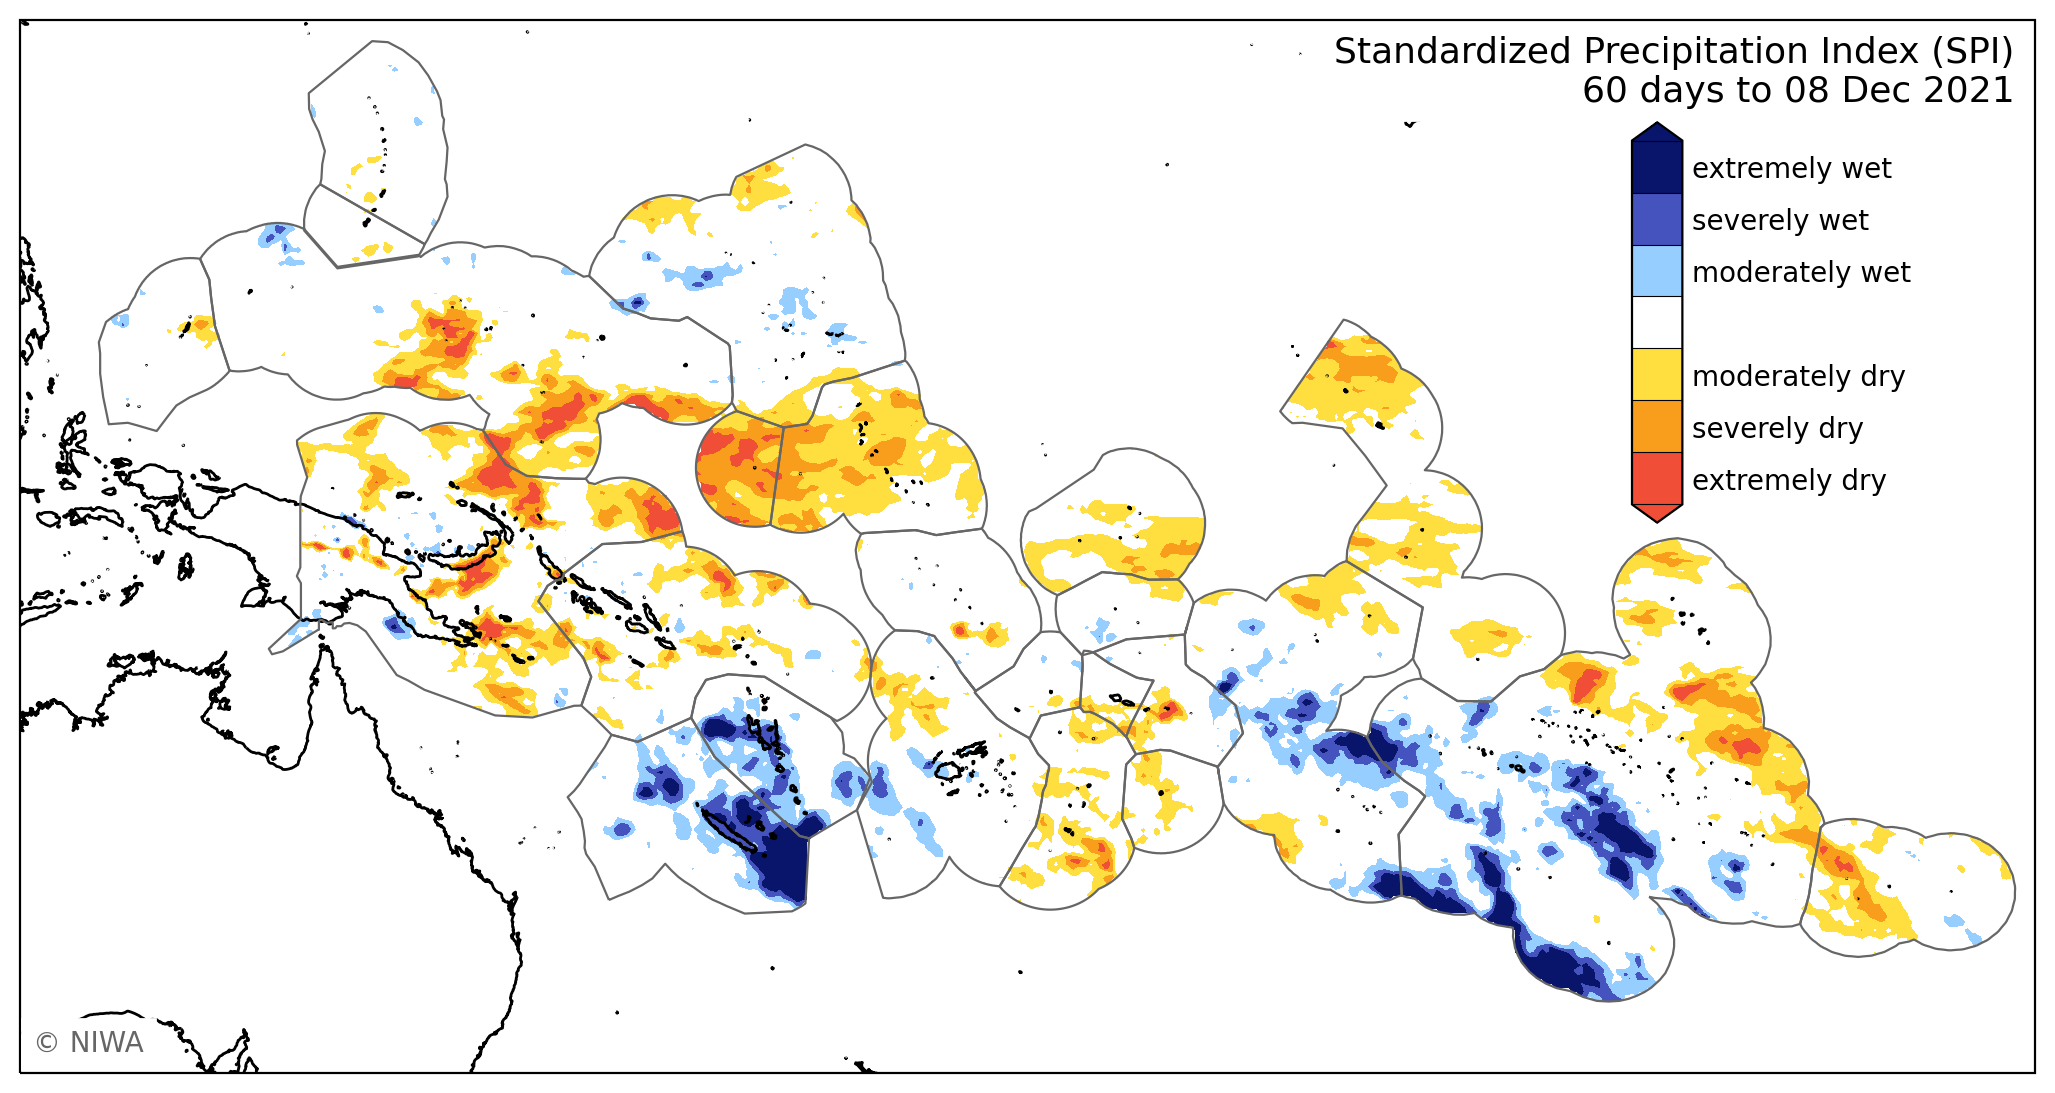 Standardized Precipitation Index (SPI)
60 days to 08 Dec 2021
extremely wet
severely wet
moderately wet
moderately dry
severely dry
extremely dry
© NIWA